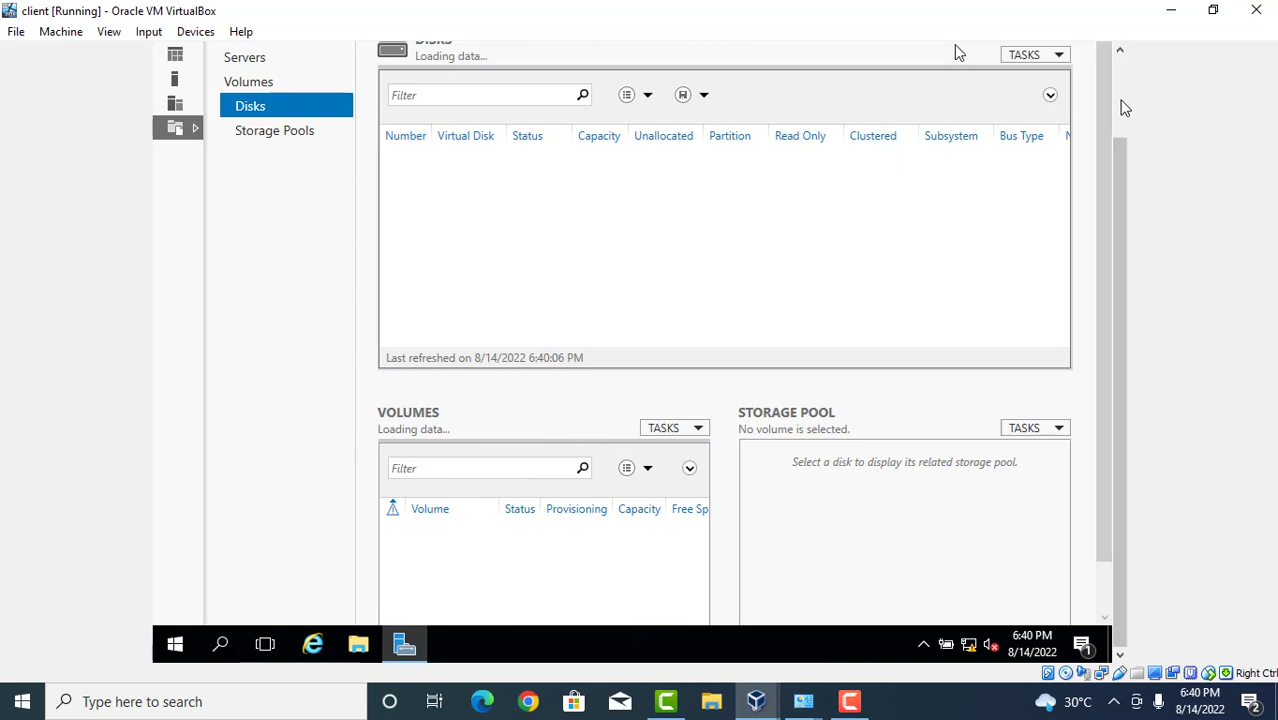 client [Running] - Oracle VM VirtualBox
File Machine View Input Devices Help
Servers
Volumes
Disks
Storage Pools
DISKS
Loading data...
TASKS
Filter
Number Virtual Disk Status Capacity Unallocated Partition Read Only Clustered Subsystem Bus Type
Last refreshed on 8/14/2022 6:40:06 PM
VOLUMES
Loading data...
TASKS
Filter
Volume Status Provisioning Capacity Free Sp
STORAGE POOL
No volume is selected.
TASKS
Select a disk to display its related storage pool.
6:40 PM
8/14/2022
1
Right Ctrl
Type here to search
30°C
6:40 PM
8/14/2022
2